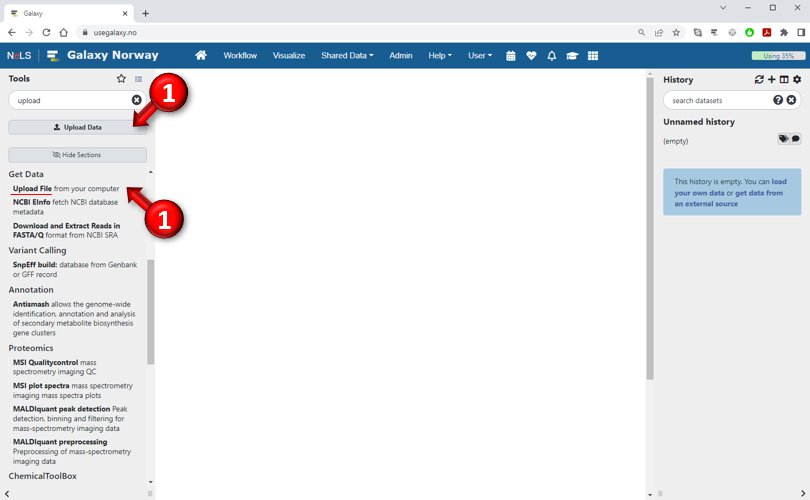 Galaxy
usegalaxy.no
NeLS Galaxy Norway Workflow Visualize Shared Data Admin Help User Using 35%
Tools
upload
1
Upload Data
Hide Sections
Get Data
Upload File from your computer
NCBI EInfo fetch NCBI database
metadata
1
Download and Extract Reads in
FASTA/Q format from NCBI SRA
Variant Calling
SnpEff build: database from Genbank
or GFF record
Annotation
Antismash allows the genome-wide
identification, annotation and analysis
of secondary metabolite biosynthesis
gene clusters
Proteomics
MSI Qualitycontrol mass
spectrometry imaging QC
MSI plot spectra mass spectrometry
imaging mass spectra plots
MALDIquant peak detection Peak
detection, binning and filtering for
mass-spectrometry imaging data
MALDIquant preprocessing
Preprocessing of mass-spectrometry
imaging data
ChemicalToolBox
History
search datasets
Unnamed history
(empty)
This history is empty. You can load
your own data or get data from
an external source